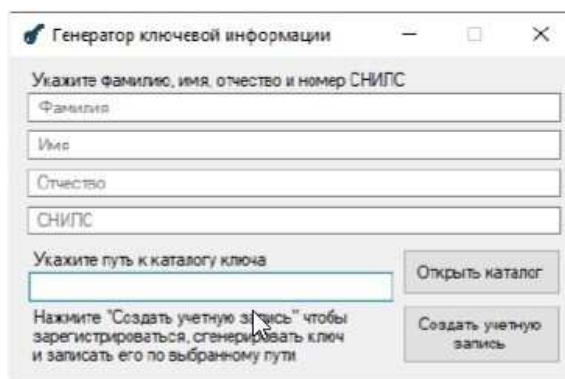 Генератор ключевой информации
Укажите фамилию, имя, отчество и номер СНИЛС
Фамилия
Имя
Отчество
СНИЛС
Укажите путь к каталогу ключа
Открыть каталог
Нажмите "Создать учетную запись" чтобы
зарегистрироваться, сгенерировать ключ
и записать его по выбранному пути
Создать учетную
запись